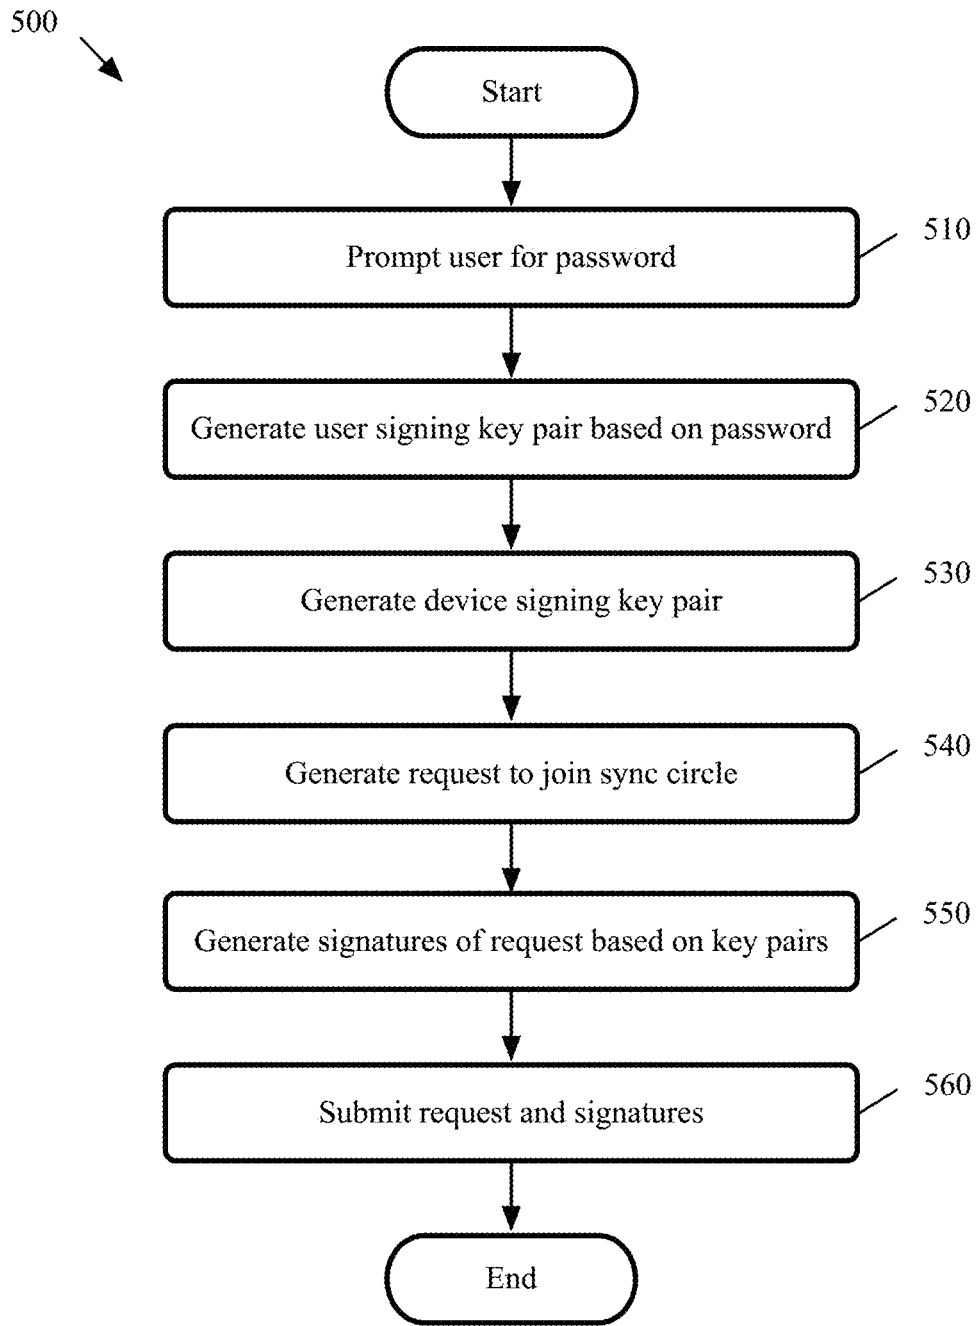 500
Start
Prompt user for password
510
Generate user signing key pair based on password
520
Generate device signing key pair
530
Generate request to join sync circle
540
Generate signatures of request based on key pairs
550
Submit request and signatures
560
End